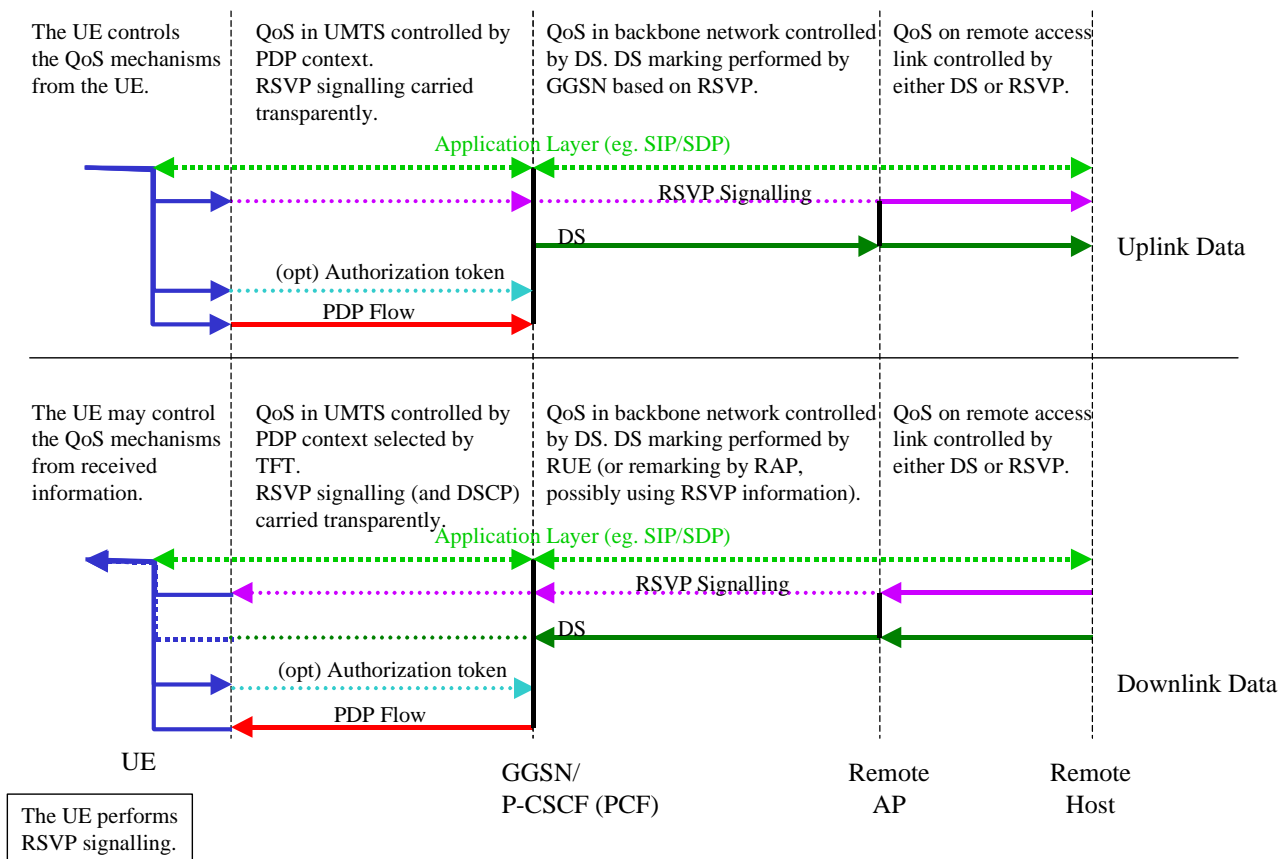 The UE controls
the QoS mechanisms
from the UE.
QoS in UMTS controlled by
PDP context.
RSVP signalling carried
transparently.
QoS in backbone network controlled
by DS. DS marking performed by
GGSN based on RSVP.
QoS on remote access
link controlled by
either DS or RSVP.
Application Layer (eg. SIP/SDP)
RSVP Signalling
DS
Uplink Data
(opt) Authorization token
PDP Flow
The UE may control
the QoS mechanisms
from received
information.
QoS in UMTS controlled by
PDP context selected by
TFT.
RSVP signalling (and DSCP)
carried transparently.
QoS in backbone network controlled
by DS. DS marking performed by
RUE (or remarking by RAP,
possibly using RSVP information).
QoS on remote access
link controlled by
either DS or RSVP.
Application Layer (eg. SIP/SDP)
RSVP Signalling
DS
(opt) Authorization token
Downlink Data
PDP Flow
UE
GGSN/
P-CSCF (PCF)
Remote
AP
Remote
Host
The UE performs
RSVP signalling.